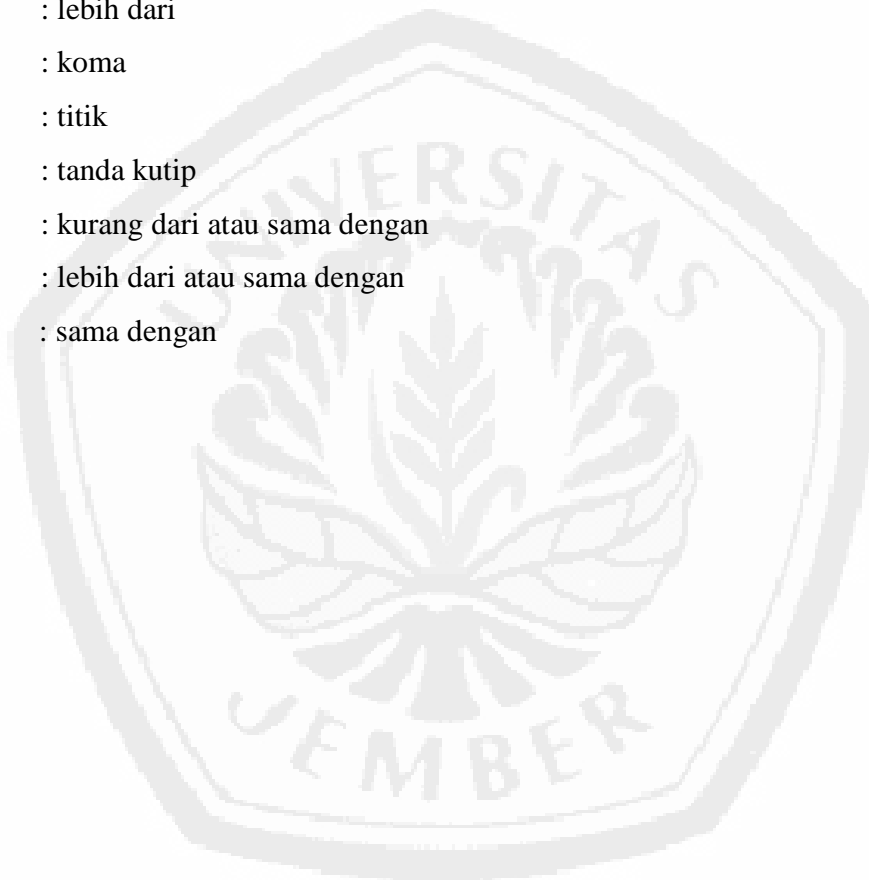 : lebih dari
: koma
: titik
: tanda kutip
: kurang dari atau sama dengan
: lebih dari atau sama dengan
: sama dengan
UNIVERSITAS
JEMBER